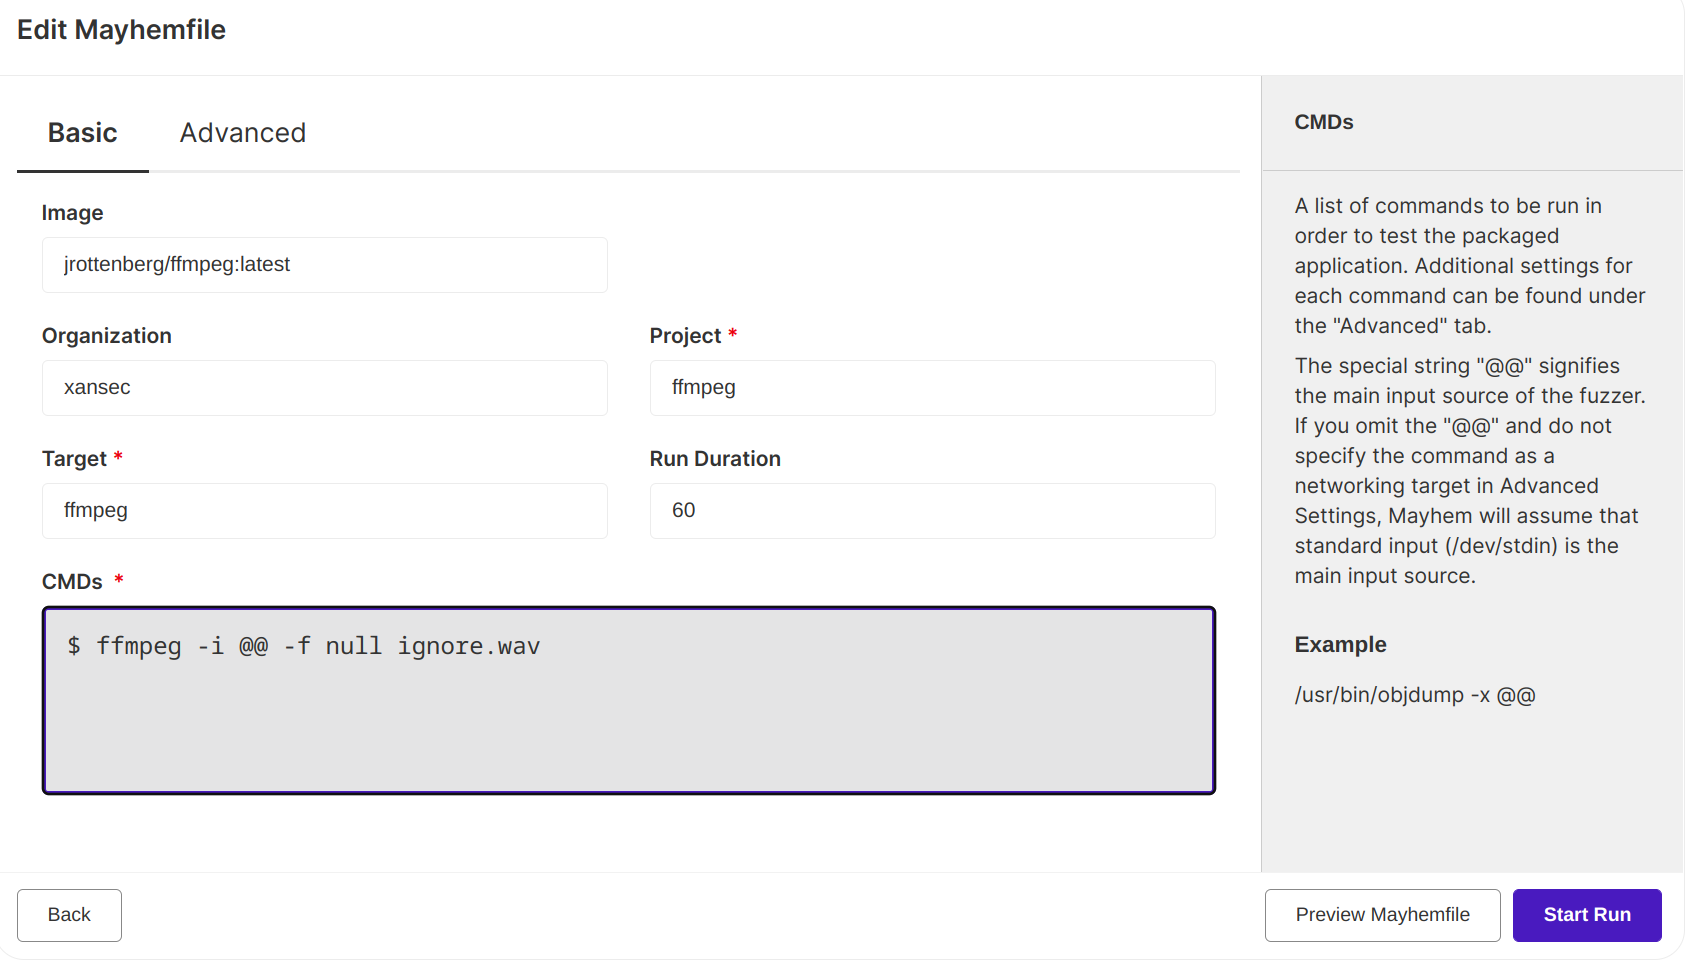 Edit Mayhemfile
Basic
Advanced
Image
jrottenberg/ffmpeg:latest
Organization
Project *
xansec
ffmpeg
Target *
Run Duration
ffmpeg
60
CMDs *
$ ffmpeg -i @@ -f null ignore.wav
CMDs
A list of commands to be run in
order to test the packaged
application. Additional settings for
each command can be found under
the "Advanced" tab.
The special string "@@" signifies
the main input source of the fuzzer.
If you omit the "@@" and do not
specify the command as a
networking target in Advanced
Settings, Mayhem will assume that
standard input (/dev/stdin) is the
main input source.
Example
/usr/bin/objdump -x @@
Back
Preview Mayhemfile
Start Run